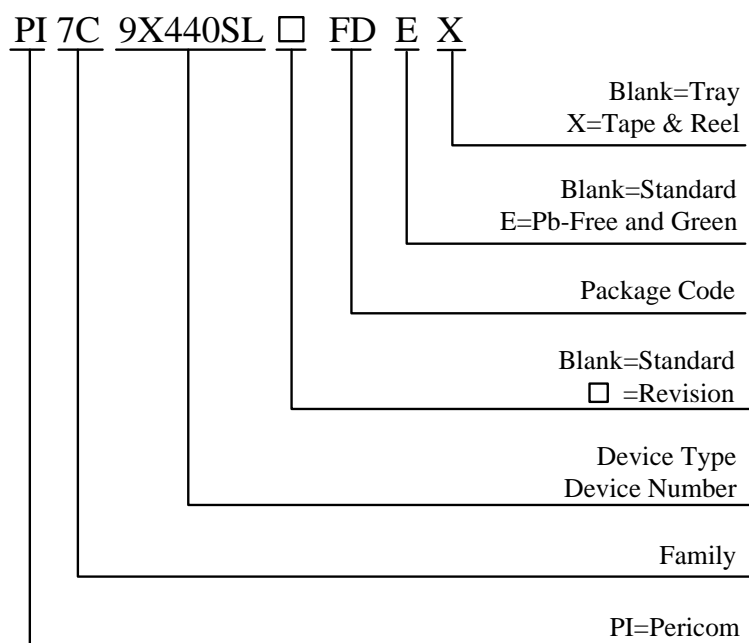 PI 7C 9X440SL □ FD E X
Blank=Tray
X=Tape & Reel
Blank=Standard
E=Pb-Free and Green
Package Code
Blank=Standard
□ =Revision
Device Type
Device Number
Family
PI=Pericom